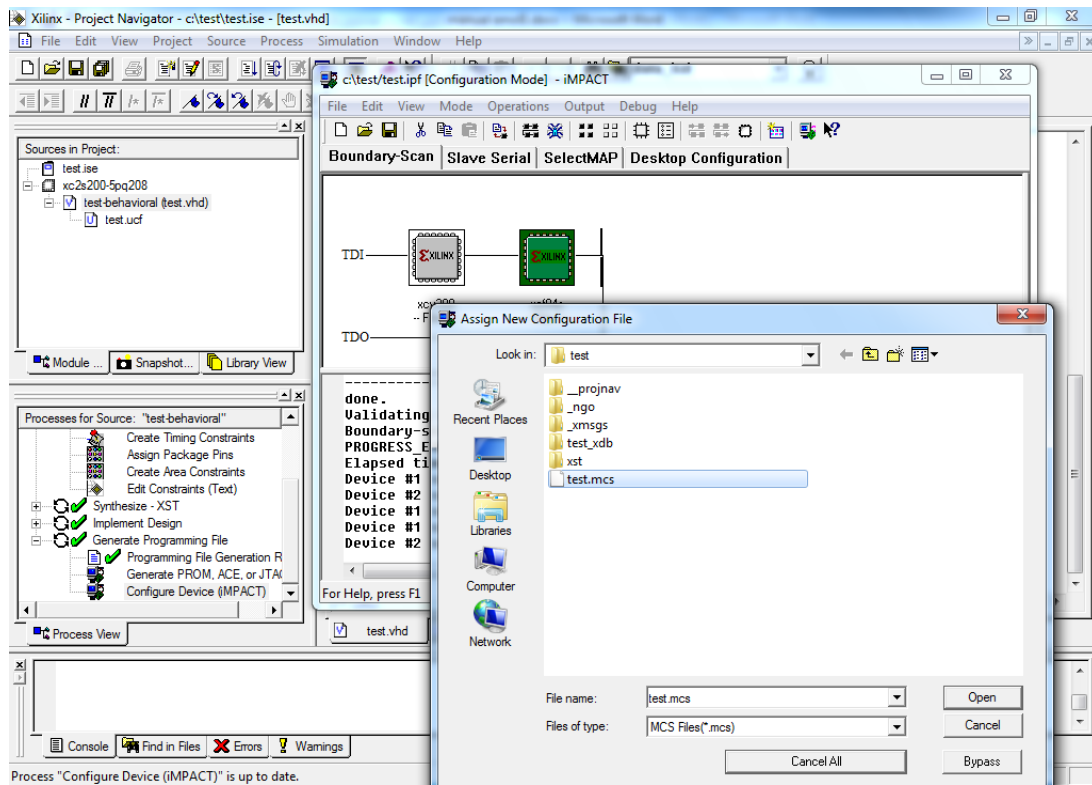 Xilinx - Project Navigator - c:\test\test.ise - [test.vhd]
File Edit View Project Source Process Simulation Window Help
c:\test/test.ipf [Configuration Mode] - iMPACT
File Edit View Mode Operations Output Debug Help
Boundary-Scan Slave Serial SelectMAP Desktop Configuration
Sources in Project:
test.ise
xc2s200-5pq208
test-behavioral (test.vhd)
test.ucf
Module ... Snapshot... Library View
TDI
XILINX XILINX
TDO
Processes for Source: "test-behavioral"
Create Timing Constraints
Assign Package Pins
Create Area Constraints
Edit Constraints (Text)
Synthesize - XST
Implement Design
Generate Programming File
Programming File Generation R
Generate PROM, ACE, or JTA
Configure Device (iMPACT)
Process View
done.
Validating
Boundary-s
PROGRESS_E
Elapsed ti
Device #1
Device #2
Device #1
Device #1
Device #2
For Help, press F1
test.vhd
Assign New Configuration File
Look in: test
Recent Places
Desktop
Libraries
Computer
Network
__projnav
_ngo
_xmsgs
test_xdb
xst
test.mcs
File name: test.mcs Open
Files of type: MCS Files(*.mcs) Cancel
Cancel All Bypass
Console Find in Files Errors Warnings
Process "Configure Device (iMPACT)" is up to date.